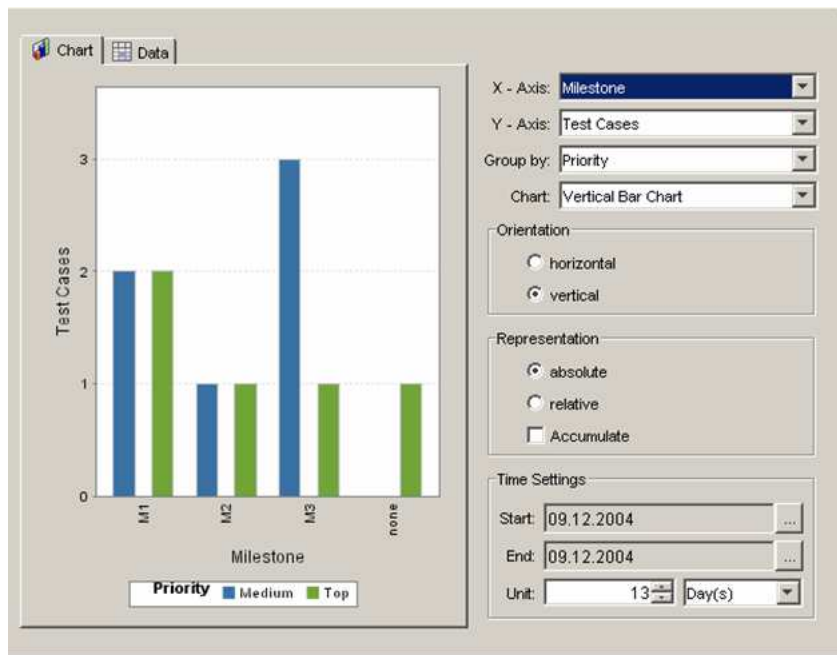 Chart
Data
3
2
1
0
Test Cases
M1
M2
M3
none
Milestone
Priority Medium Top
X - Axis: Milestone
Y - Axis: Test Cases
Group by: Priority
Chart: Vertical Bar Chart
Orientation
horizontal
vertical
Representation
absolute
relative
Accumulate
Time Settings
Start: 09.12.2004 ...
End: 09.12.2004 ...
Unit: 13 Day(s)